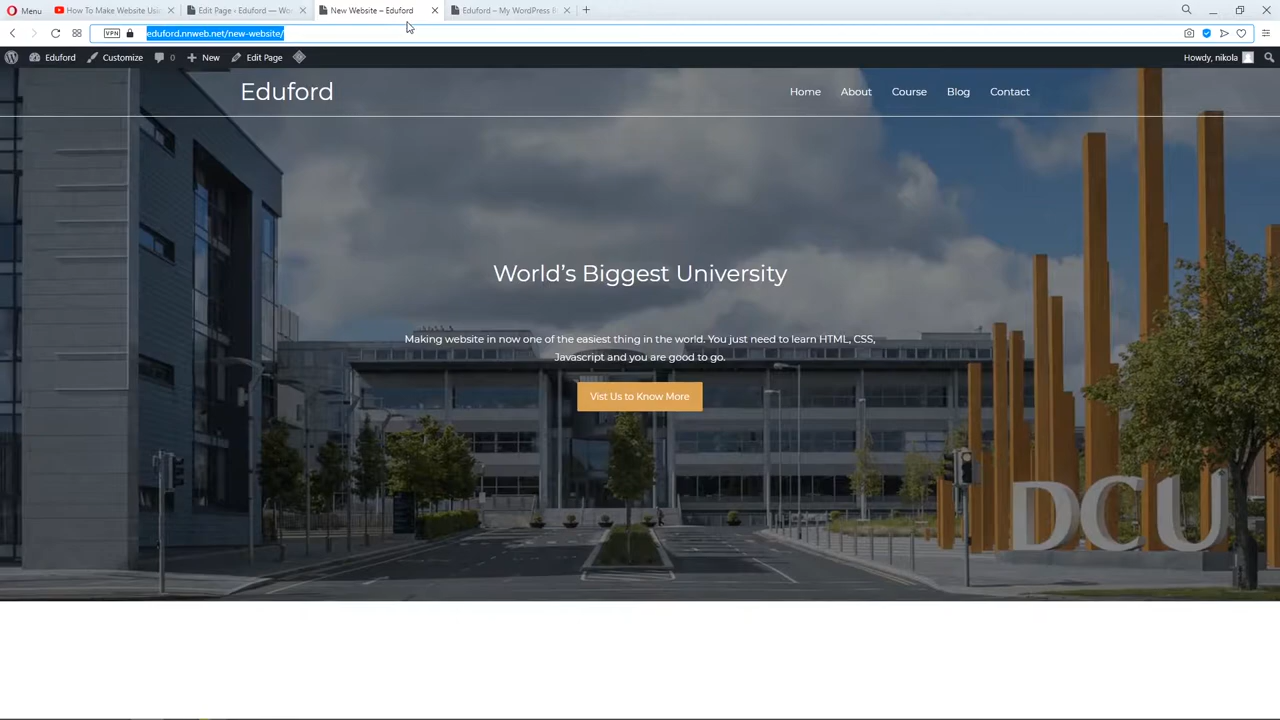 Menu
How To Make Website Usin
Edit Page ‹ Eduford — Wor
New Website – Eduford
Eduford – My WordPress B
VPN
eduford.nnweb.net/new-website/
Eduford
Customize
0
New
Edit Page
Howdy, nikola
Eduford
Home
About
Course
Blog
Contact
World's Biggest University
Making website in now one of the easiest thing in the world. You just need to learn HTML, CSS,
Javascript and you are good to go.
Vist Us to Know More
DCU